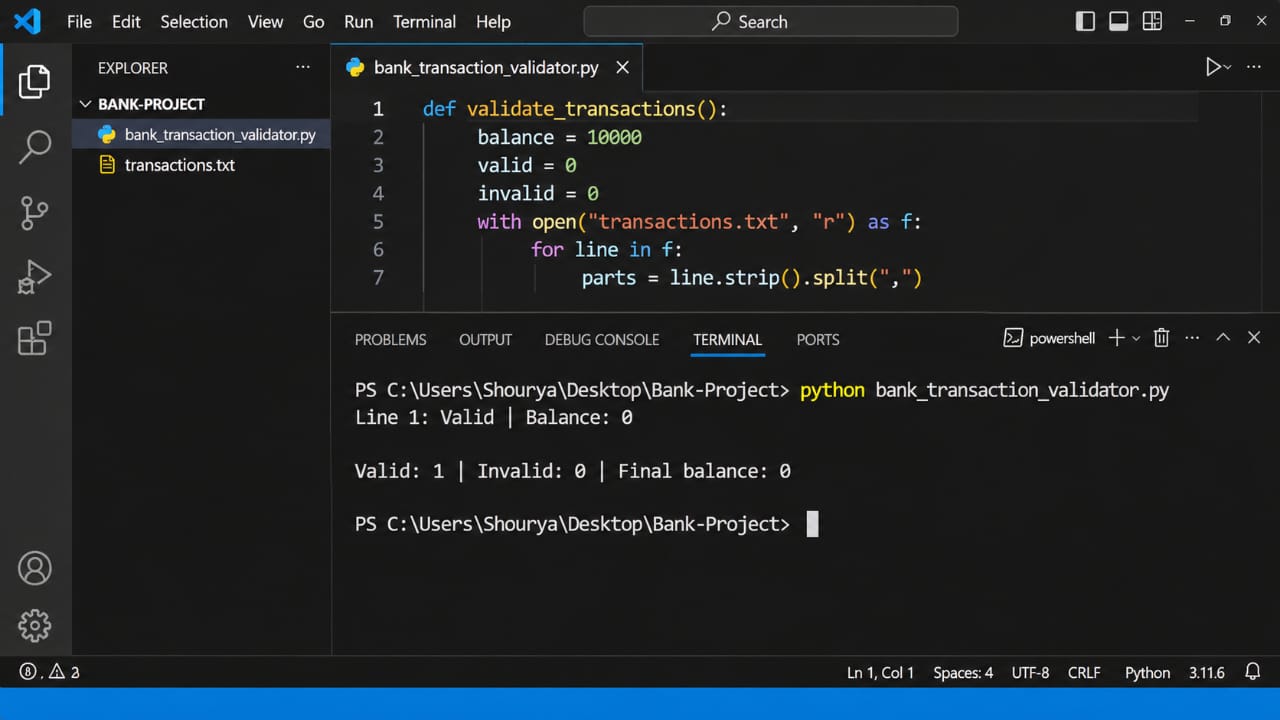 File Edit Selection View Go Run Terminal Help Search
EXPLORER ...
bank_transaction_validator.py
BANK-PROJECT
bank_transaction_validator.py
transactions.txt
1 def validate_transactions():
2 balance = 10000
3 valid = 0
4 invalid = 0
5 with open("transactions.txt", "r") as f:
6 for line in f:
7 parts = line.strip().split(",")
PROBLEMS OUTPUT DEBUG CONSOLE TERMINAL PORTS powershell
PS C:\Users\Shourya\Desktop\Bank-Project> python bank_transaction_validator.py
Line 1: Valid | Balance: 0
Valid: 1 | Invalid: 0 | Final balance: 0
PS C:\Users\Shourya\Desktop\Bank-Project>
2 Ln 1, Col 1 Spaces: 4 UTF-8 CRLF Python 3.11.6